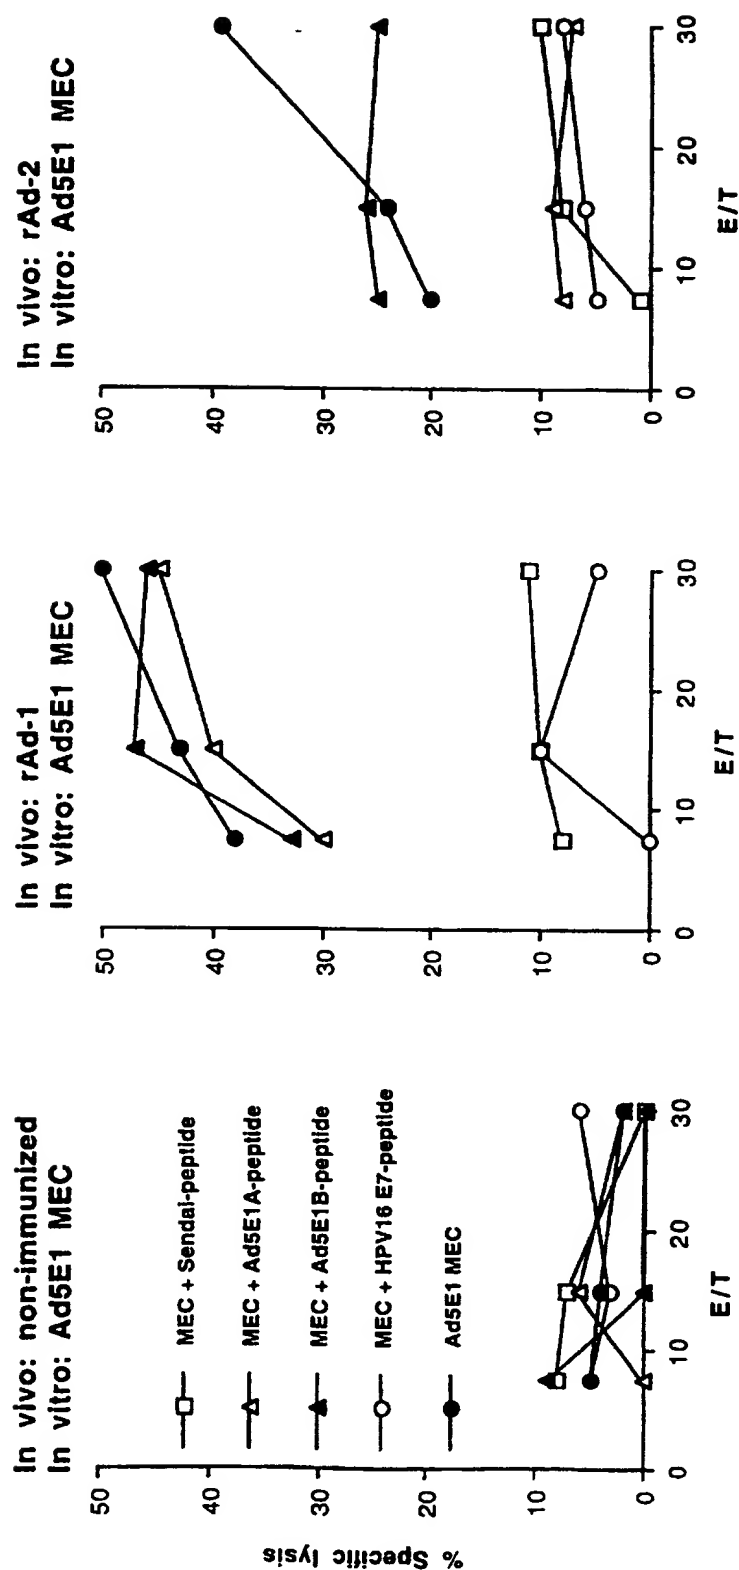 In vivo: non-immunized
In vitro: Ad5E1 MEC
% Specific lysis
50
40
30
20
10
0
MEC + Sendai-peptide
MEC + Ad5E1A-peptide
MEC + Ad5E1B-peptide
MEC + HPV16 E7-peptide
Ad5E1 MEC
0
10
20
30
E/T
In vivo: rAd-1
In vitro: Ad5E1 MEC
50
40
30
20
10
0
0
10
20
30
E/T
In vivo: rAd-2
In vitro: Ad5E1 MEC
50
40
30
20
10
0
0
10
20
30
E/T